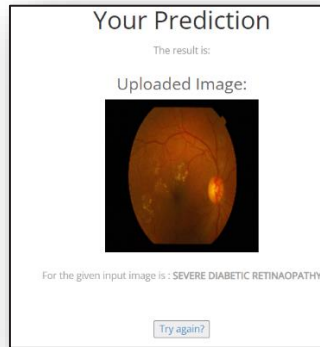 Your Prediction
The result is:
Uploaded Image:
For the given input image is : SEVERE DIABETIC RETINAOPATHY
Try again?